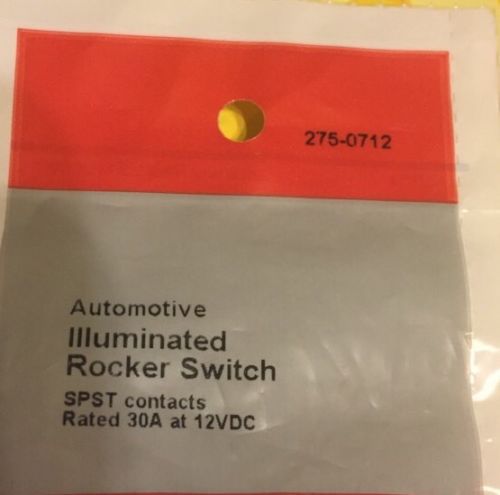 275-0712
Automotive
Illuminated
Rocker Switch
SPST contacts
Rated 30A at 12VDC